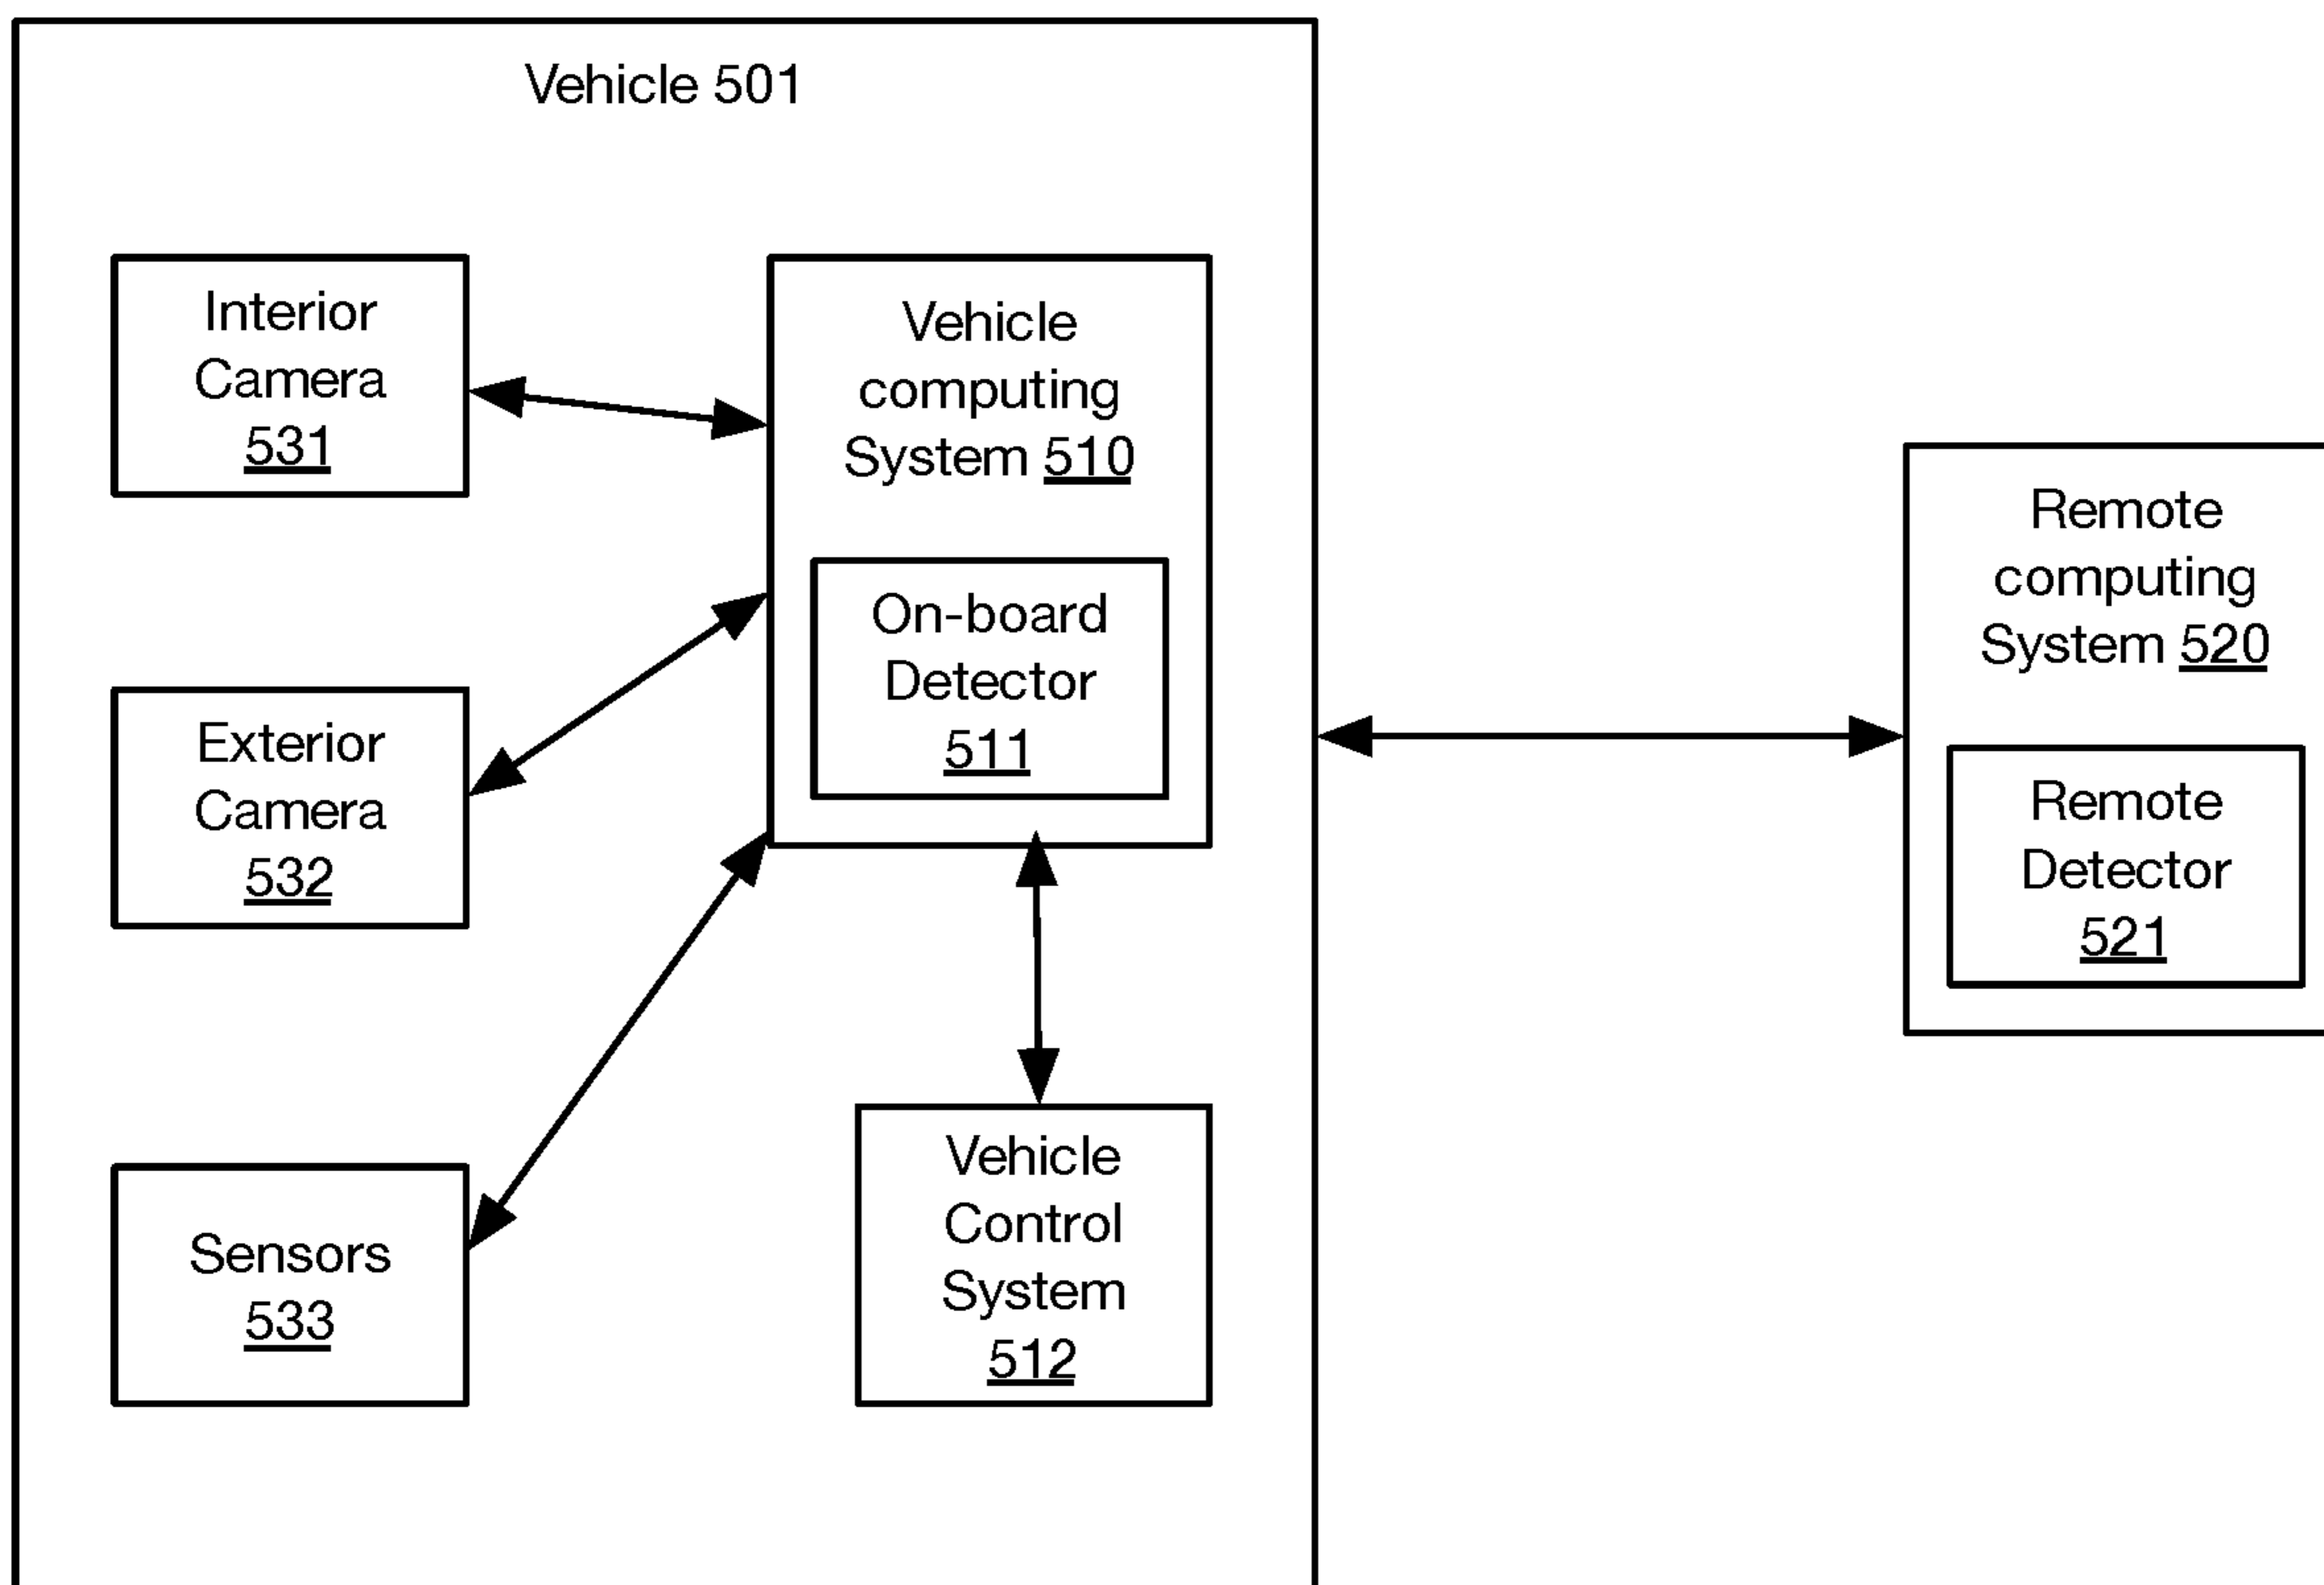 Vehicle 501
Interior
Camera
531
Vehicle
computing
System 510
On-board
Detector
511
Exterior
Camera
532
Sensors
533
Vehicle
Control
System
512
Remote
computing
System 520
Remote
Detector
521